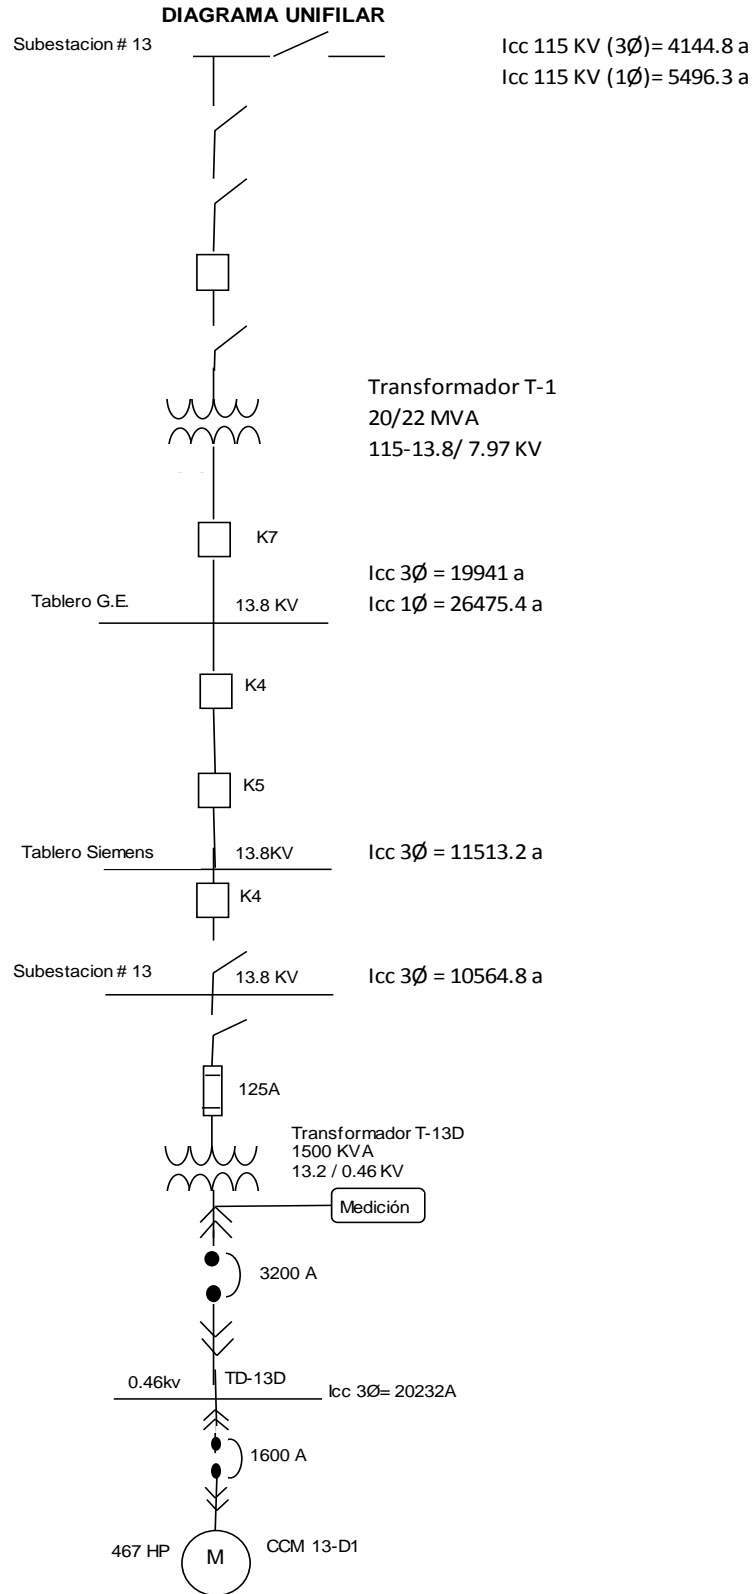 DIAGRAMA UNIFILAR
Subestacion # 13
Icc 115 KV (3Ø)= 4144.8 a
Icc 115 KV (1Ø)= 5496.3 a
Transformador T-1
20/22 MVA
115-13.8/ 7.97 KV
K7
Icc 3Ø = 19941 a
Tablero G.E.
13.8 KV
Icc 1Ø = 26475.4 a
K4
K5
Tablero Siemens
13.8KV
Icc 3Ø = 11513.2 a
K4
Subestacion # 13
13.8 KV
Icc 3Ø = 10564.8 a
125A
Transformador T-13D
1500 KVA
13.2 / 0.46 KV
Medición
3200 A
0.46kv
TD-13D
Icc 3Ø= 20232A
1600 A
467 HP
M
CCM 13-D1